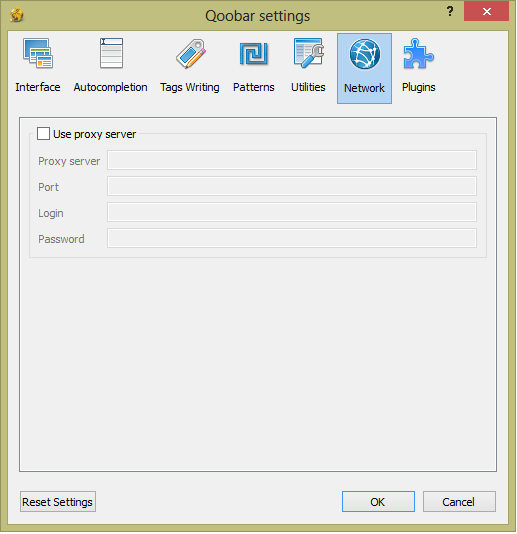 Qoobar settings
?
Interface Autocompletion Tags Writing Patterns Utilities Network Plugins
Use proxy server
Proxy server
Port
Login
Password
Reset Settings OK Cancel